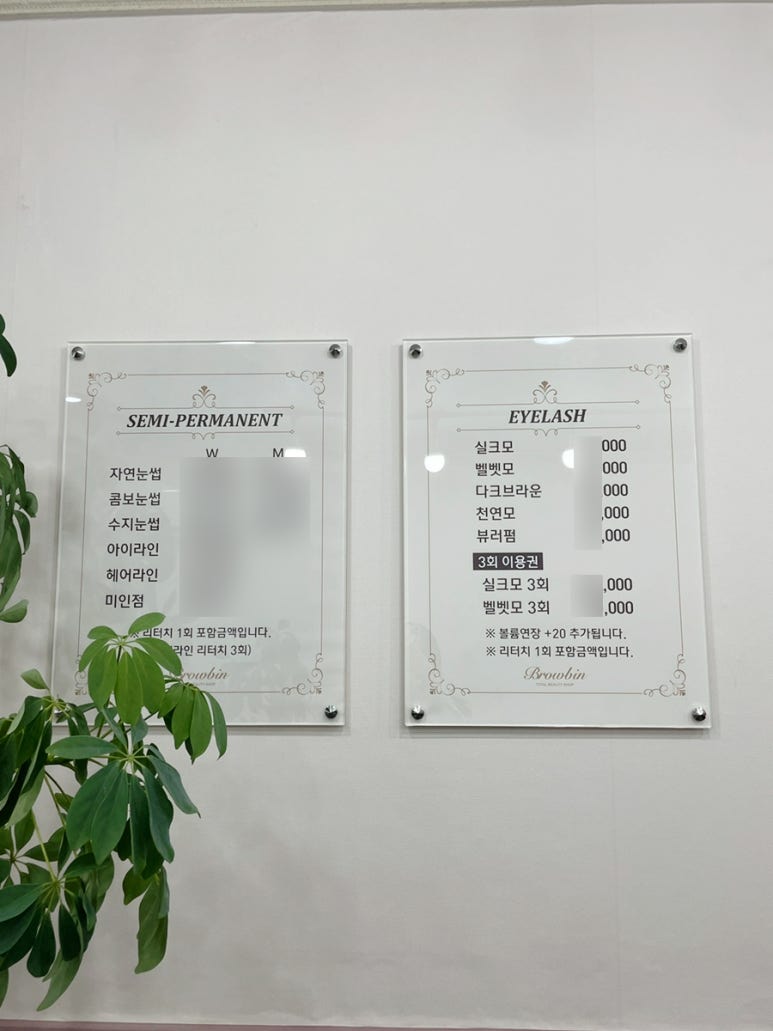 SEMI-PERMANENT
W M
자연눈썹
콤보눈썹
수지눈썹
아이라인
헤어라인
미인점
※ 리터치 1회 포함금액입니다.
라인 리터치 3회)
Browbin
EYELASH
실크모 000
벨벳모 000
다크브라운 ,000
천연모 ,000
뷰러펌 ,000
3회 이용권
실크모 3회 ,000
벨벳모 3회 ,000
※ 볼륨연장 +20 추가됩니다.
※ 리터치 1회 포함금액입니다.
Browbin
TOTAL BEAUTY SHOP